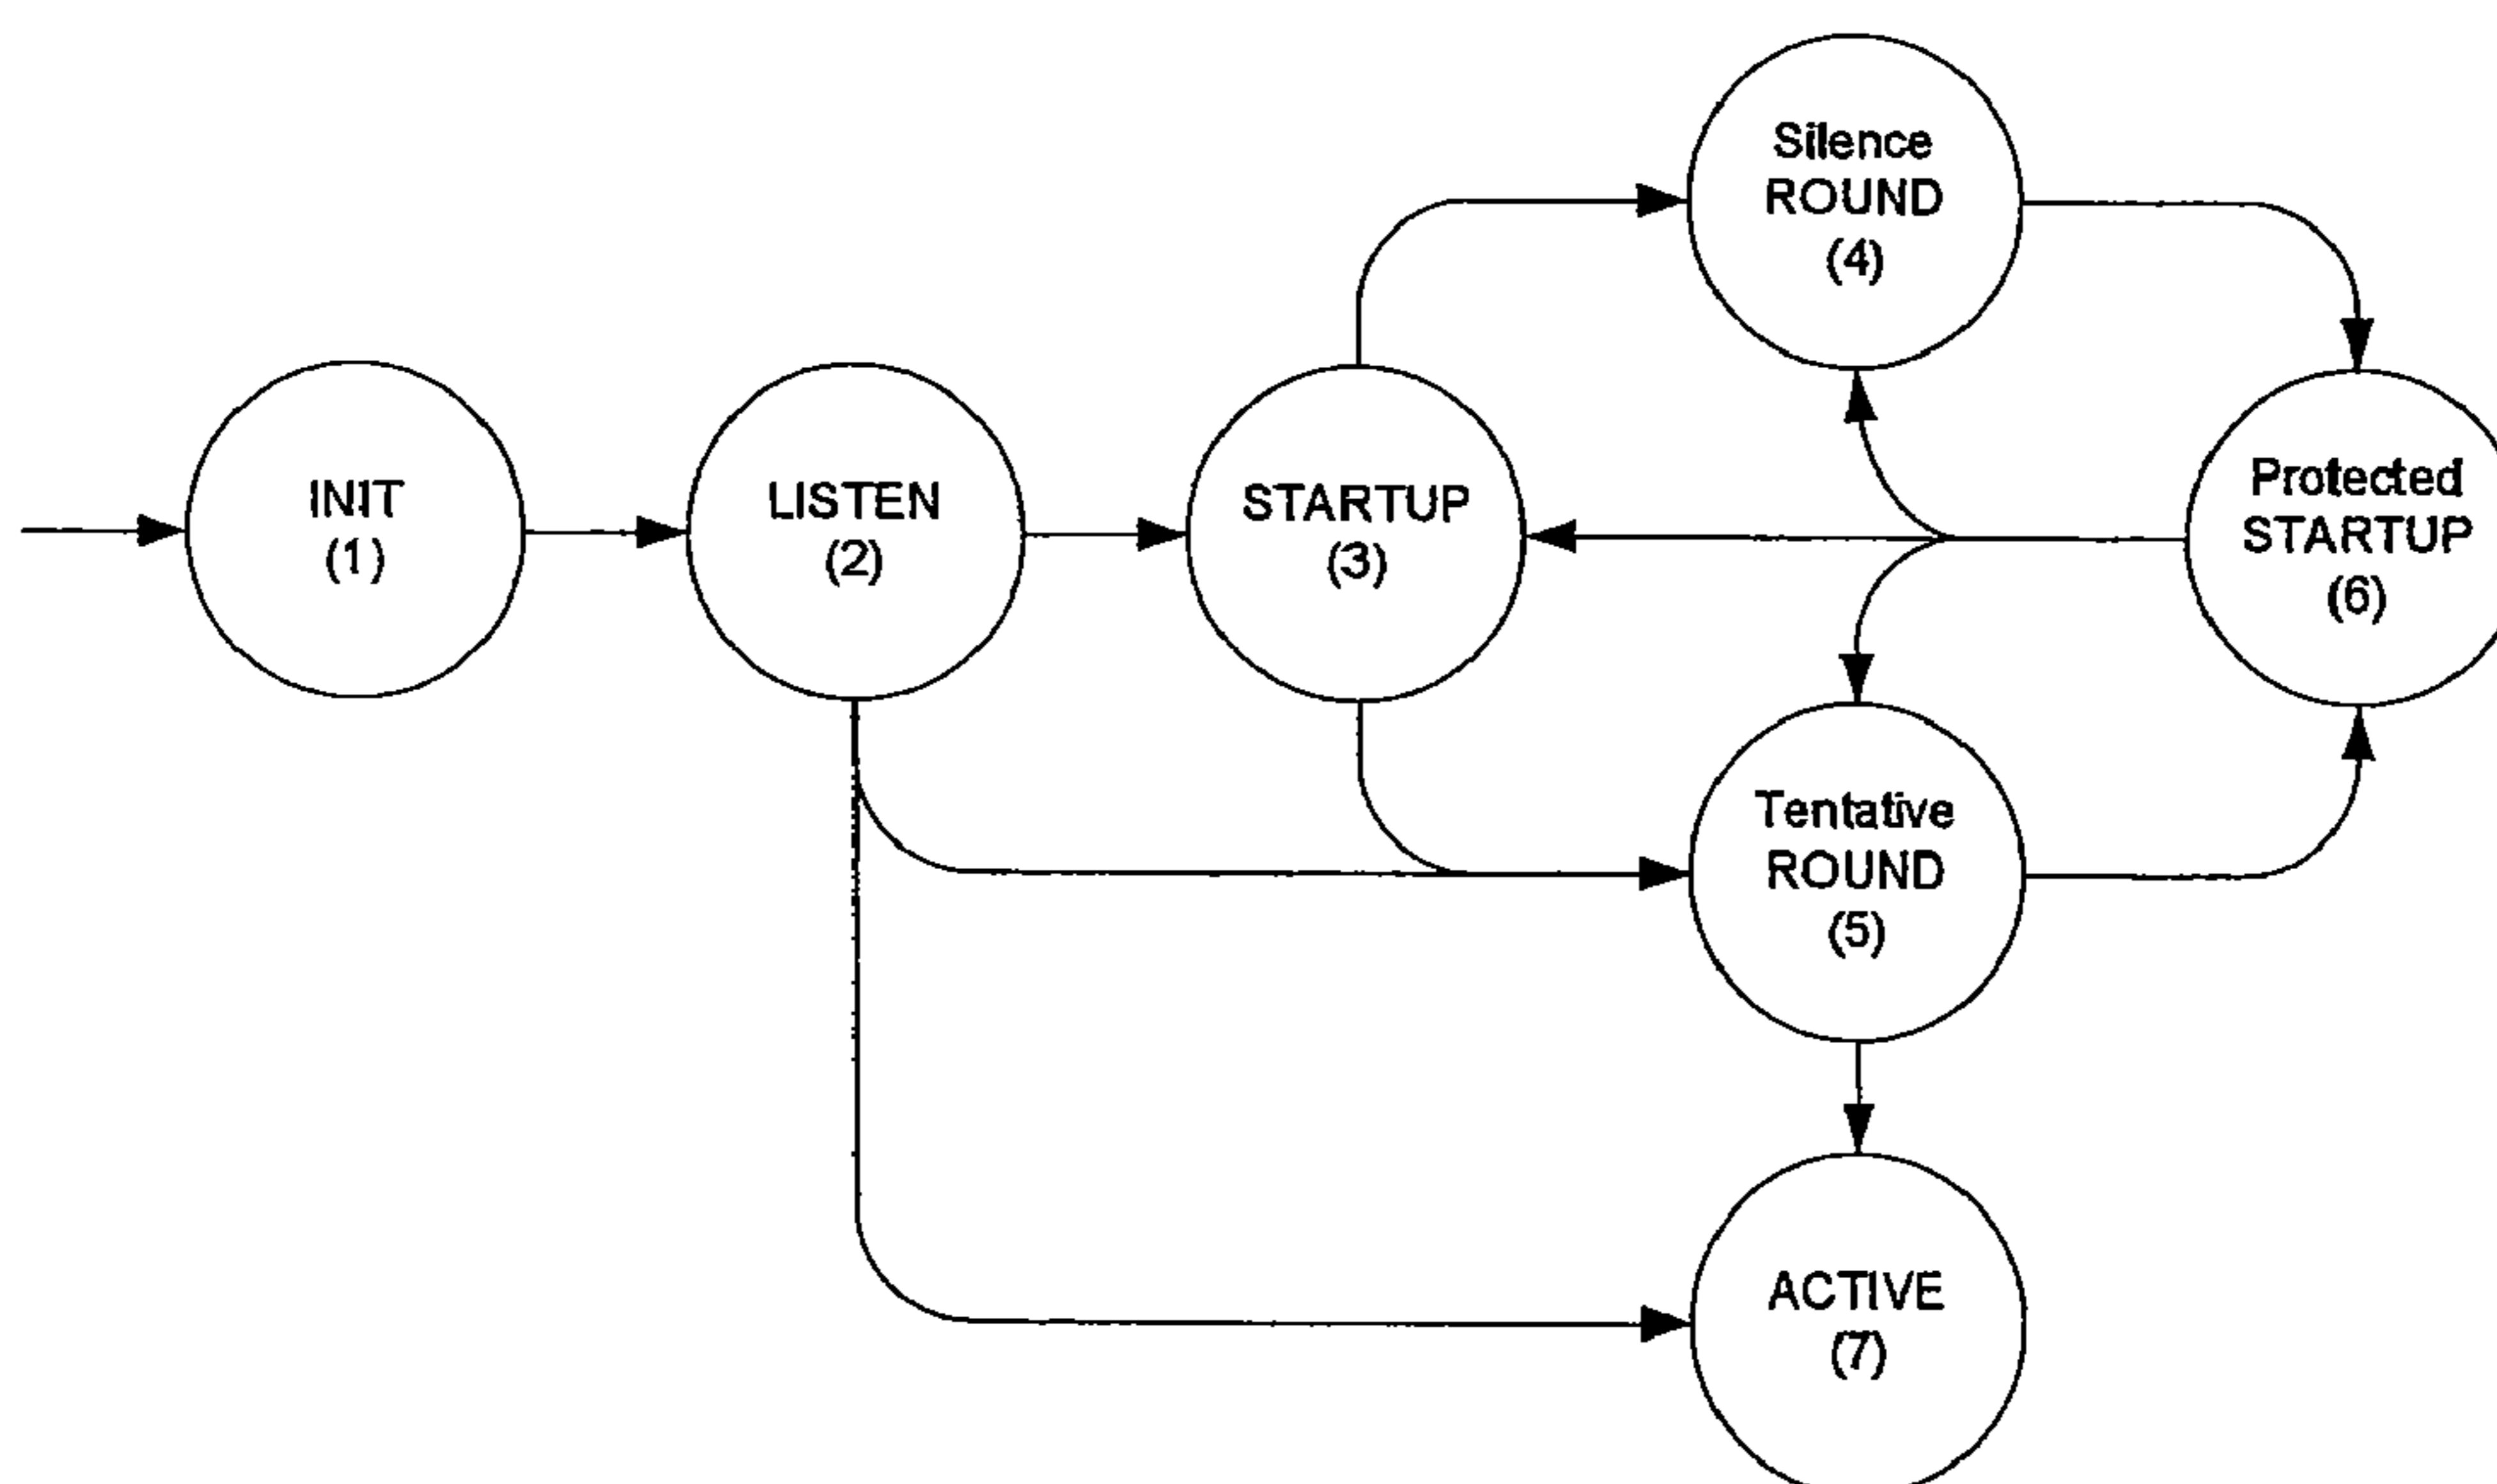 Silence
ROUND
(4)
INIT
(1)
LISTEN
(2)
STARTUP
(3)
Protected
STARTUP
(6)
Tentative
ROUND
(5)
ACTIVE
(7)